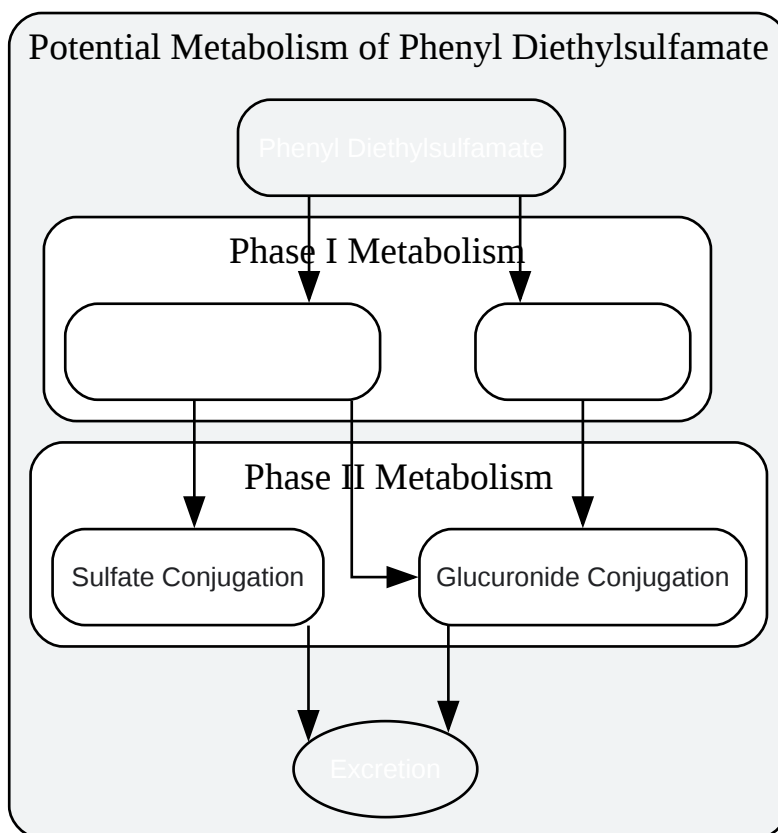 Potential Metabolism of Phenyl Diethylsulfamate
Phenyl Diethylsulfamate
Phase I Metabolism
Phase II Metabolism
Sulfate Conjugation
Glucuronide Conjugation
Excretion